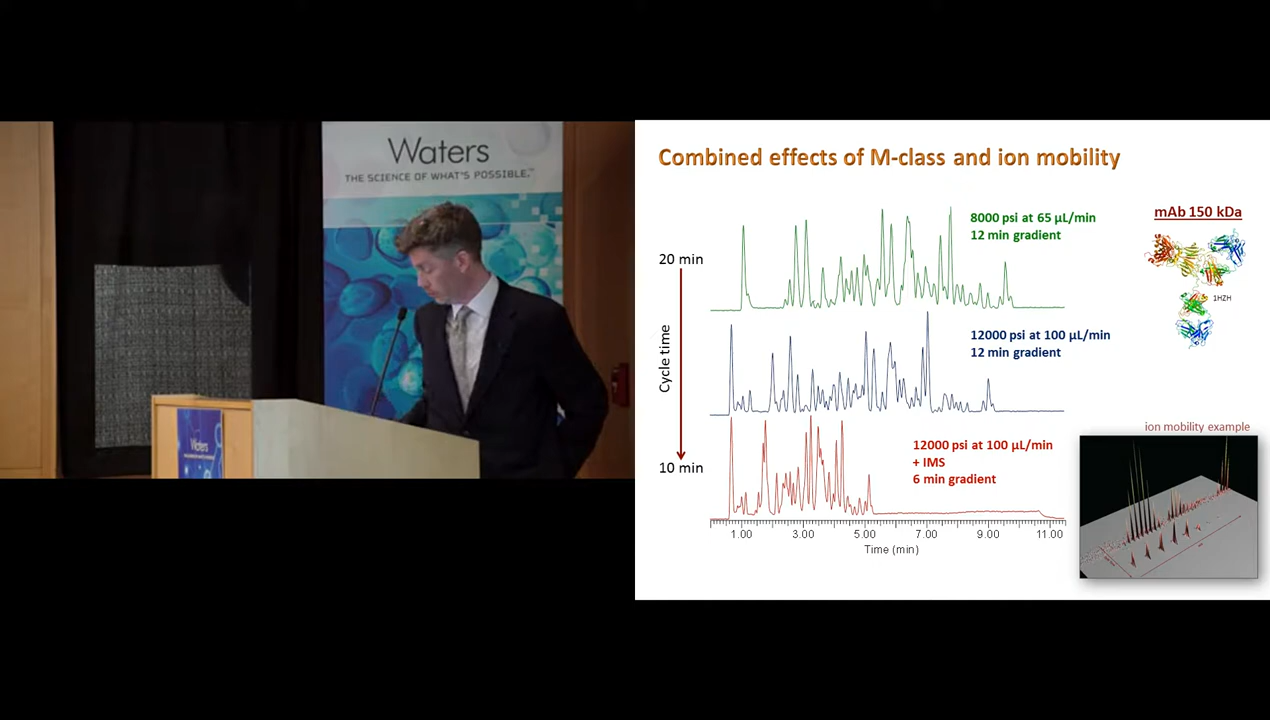 Waters
THE SCIENCE OF WHAT'S POSSIBLE.™
Waters
Combined effects of M-class and ion mobility
8000 psi at 65 µL/min
12 min gradient
mAb 150 kDa
1HZH
20 min
Cycle time
10 min
12000 psi at 100 µL/min
12 min gradient
12000 psi at 100 µL/min
+ IMS
6 min gradient
1.00 3.00 5.00 7.00 9.00 11.00
Time (min)
ion mobility example